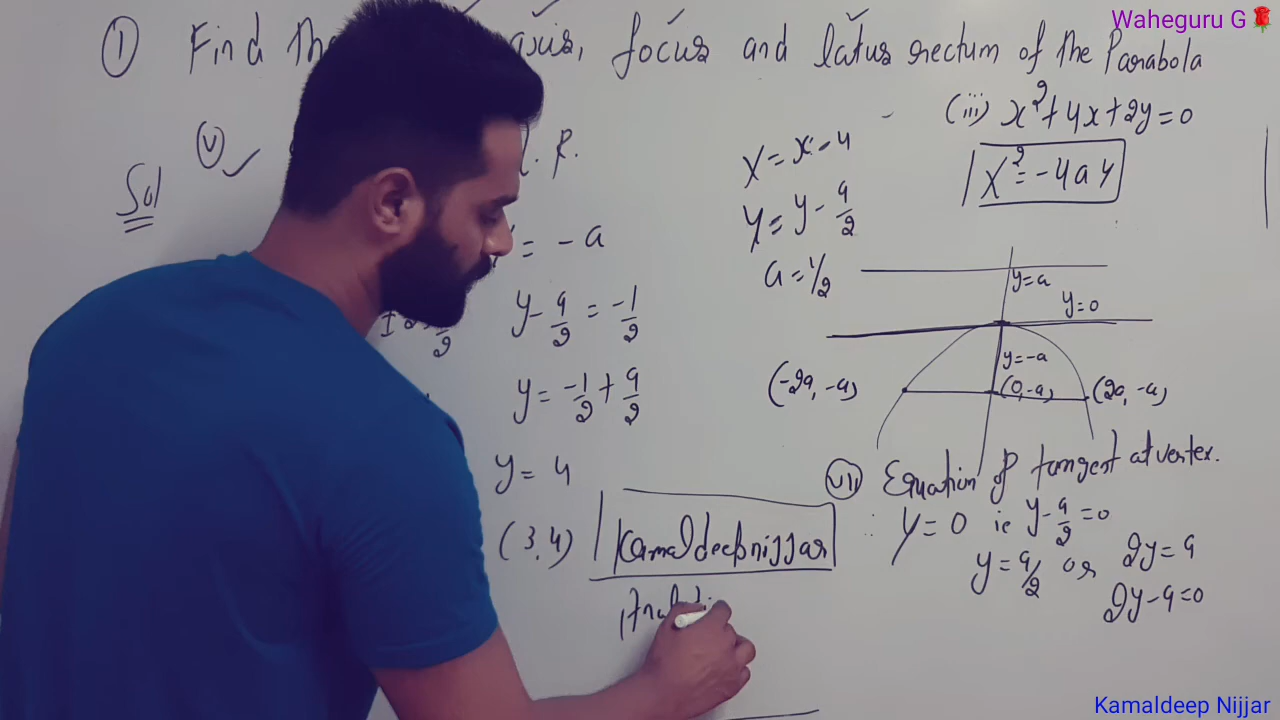 Waheguru G
① Find the axis, focus and latus rectum of the Parabola
(iii) x² + 4x + 2y = 0
Ⓥ L. R.
Sol
X = x - 4
X² = -4aY
= -a
Y = y - 9/2
a = 1/2
y - 9/2 = -1/2
y = a
y = 0
y = -1/2 + 9/2
y = -a
(-2a, -a) (0, -a) (2a, -a)
y = 4
(vii) Equation of tangent at vertex.
(3, 4)
Kamaldeepnijjar
∴ Y = 0 ie y - 9/2 = 0
y = 9/2 or 2y = 9
2y - 9 = 0
Kamaldeep Nijjar